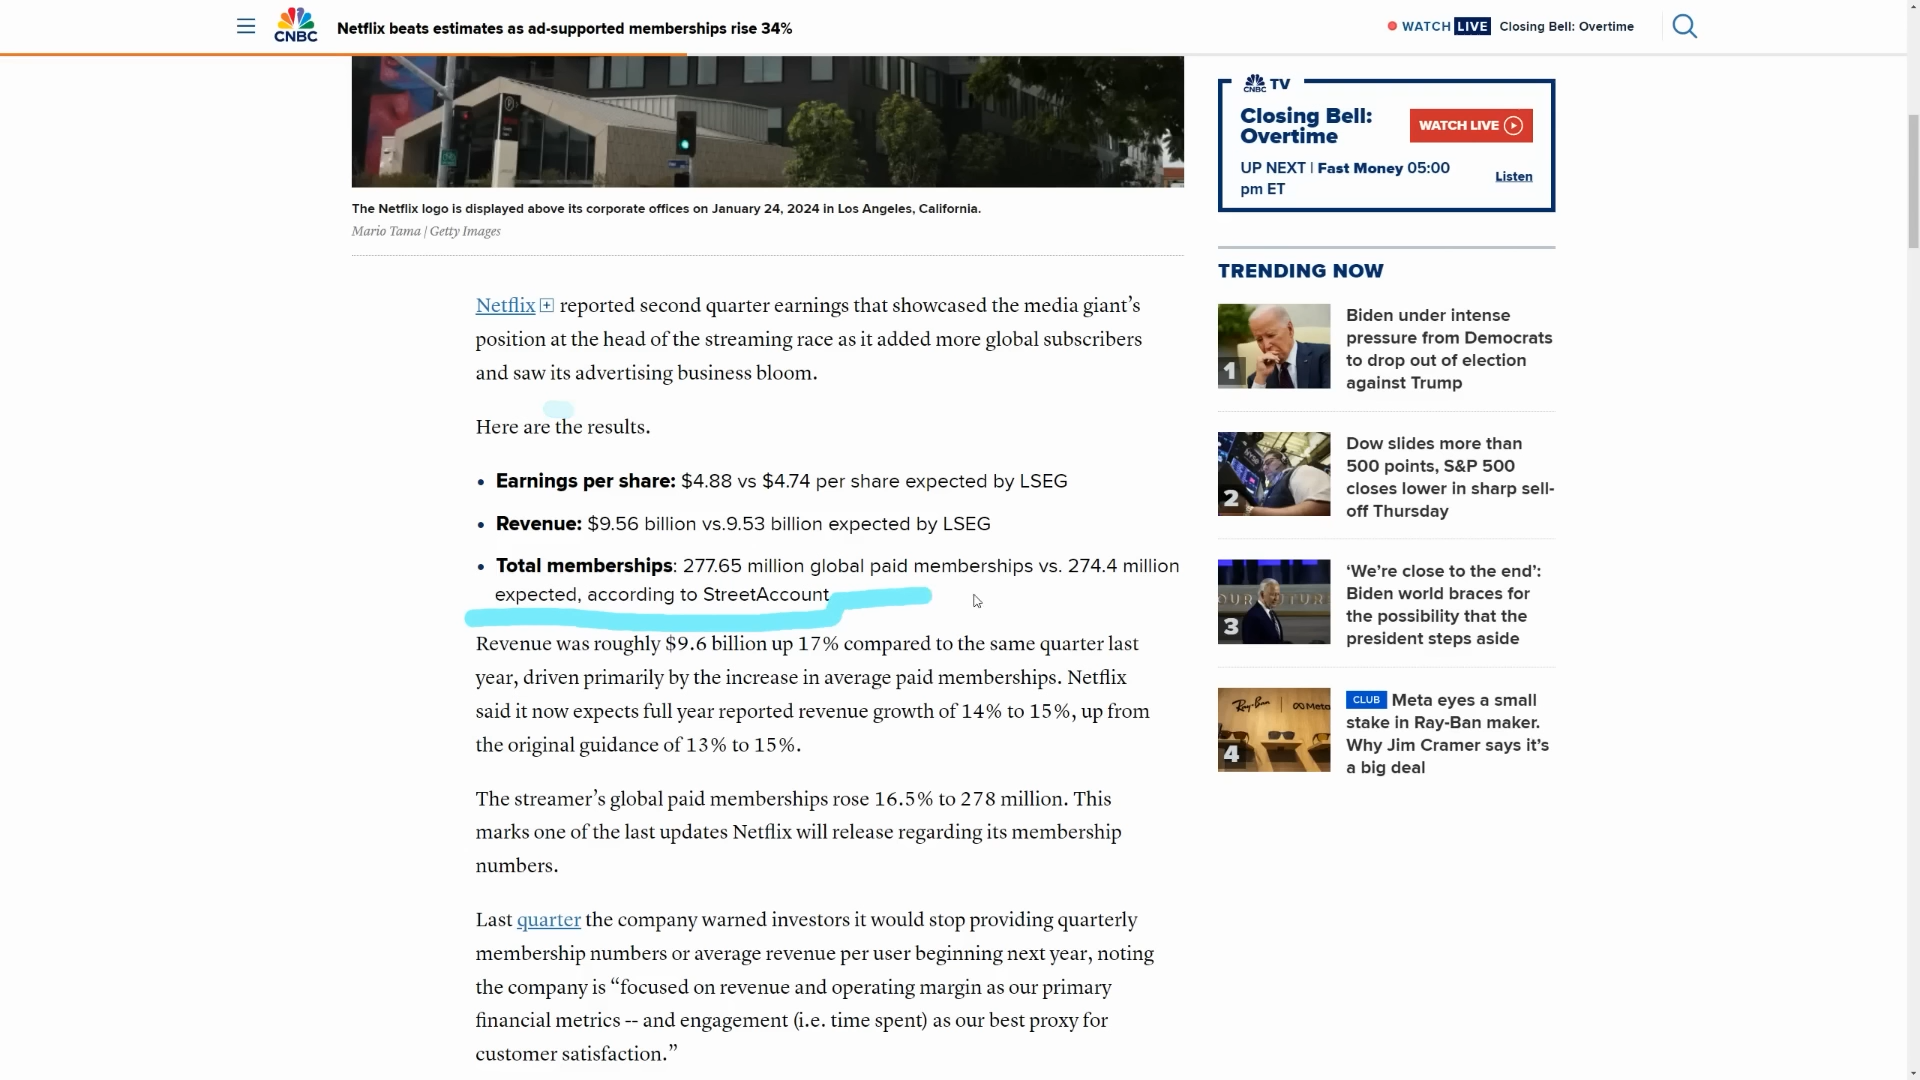 CNBC
Netflix beats estimates as ad-supported memberships rise 34%
WATCH LIVE Closing Bell: Overtime
The Netflix logo is displayed above its corporate offices on January 24, 2024 in Los Angeles, California.
Mario Tama | Getty Images
Netflix reported second quarter earnings that showcased the media giant’s
position at the head of the streaming race as it added more global subscribers
and saw its advertising business bloom.
Here are the results.
• Earnings per share: $4.88 vs $4.74 per share expected by LSEG
• Revenue: $9.56 billion vs.9.53 billion expected by LSEG
• Total memberships: 277.65 million global paid memberships vs. 274.4 million
expected, according to StreetAccount
Revenue was roughly $9.6 billion up 17% compared to the same quarter last
year, driven primarily by the increase in average paid memberships. Netflix
said it now expects full year reported revenue growth of 14% to 15%, up from
the original guidance of 13% to 15%.
The streamer’s global paid memberships rose 16.5% to 278 million. This
marks one of the last updates Netflix will release regarding its membership
numbers.
Last quarter the company warned investors it would stop providing quarterly
membership numbers or average revenue per user beginning next year, noting
the company is “focused on revenue and operating margin as our primary
financial metrics -- and engagement (i.e. time spent) as our best proxy for
customer satisfaction.”
CNBC TV
Closing Bell:
Overtime
WATCH LIVE
UP NEXT | Fast Money 05:00
pm ET
Listen
TRENDING NOW
1
Biden under intense
pressure from Democrats
to drop out of election
against Trump
2
Dow slides more than
500 points, S&P 500
closes lower in sharp sell-
off Thursday
3
‘We’re close to the end’:
Biden world braces for
the possibility that the
president steps aside
Ray-Ban | Meta
4
CLUB Meta eyes a small
stake in Ray-Ban maker.
Why Jim Cramer says it’s
a big deal